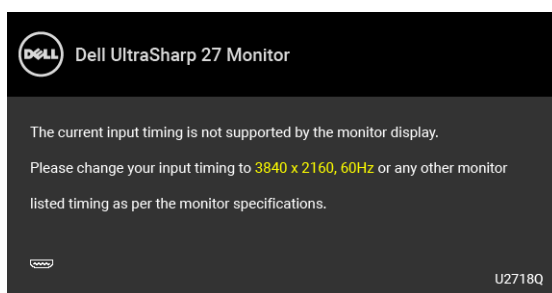 DELL
Dell UltraSharp 27 Monitor
The current input timing is not supported by the monitor display.
Please change your input timing to 3840 x 2160, 60Hz or any other monitor
listed timing as per the monitor specifications.
U2718Q